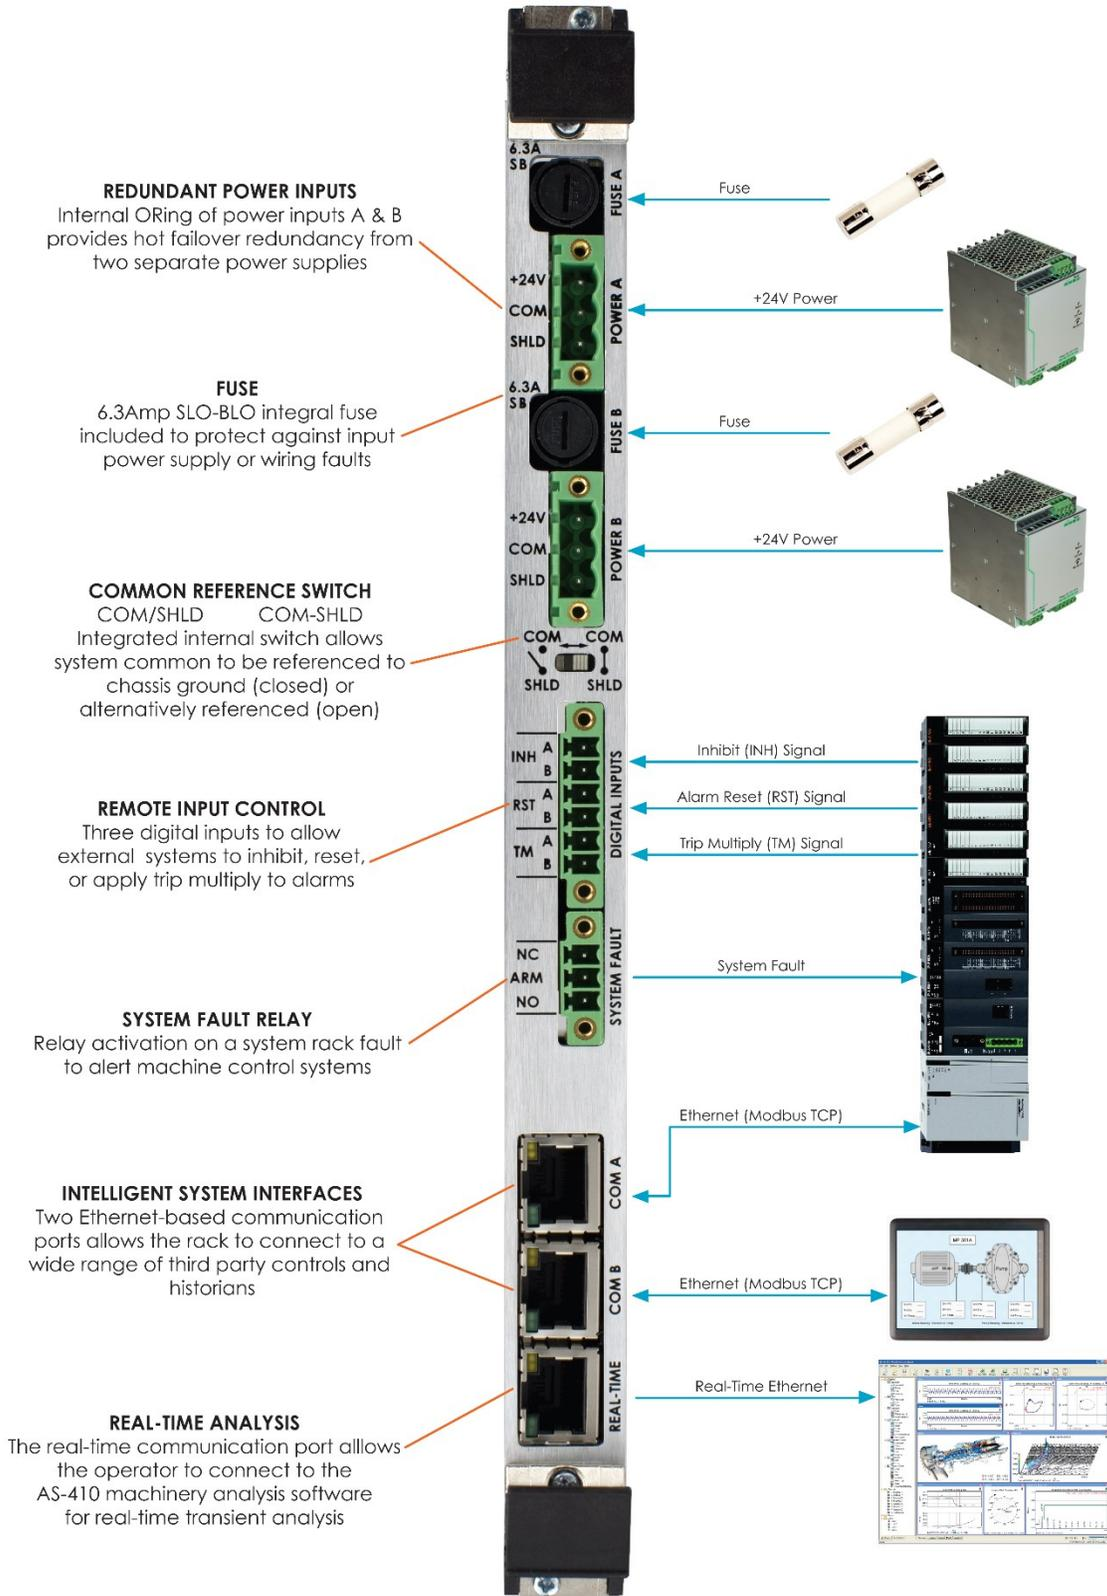 REDUNDANT POWER INPUTS
Internal ORing of power inputs A & B
provides hot failover redundancy from
two separate power supplies
FUSE
6.3Amp SLO-BLO integral fuse
included to protect against input
power supply or wiring faults
COMMON REFERENCE SWITCH
COM/SHLD COM-SHLD
Integrated internal switch allows
system common to be referenced to
chassis ground (closed) or
alternatively referenced (open)
REMOTE INPUT CONTROL
Three digital inputs to allow
external systems to inhibit, reset,
or apply trip multiply to alarms
SYSTEM FAULT RELAY
Relay activation on a system rack fault
to alert machine control systems
INTELLIGENT SYSTEM INTERFACES
Two Ethernet-based communication
ports allows the rack to connect to a
wide range of third party controls and
historians
REAL-TIME ANALYSIS
The real-time communication port allows
the operator to connect to the
AS-410 machinery analysis software
for real-time transient analysis
6.3A
SB
FUSE A
+24V
COM
SHLD
POWER A
6.3A
SB
FUSE B
+24V
COM
SHLD
POWER B
COM COM
SHLD SHLD
INH A
B
RST A
B
TM A
B
DIGITAL INPUTS
NC
ARM
NO
SYSTEM FAULT
COM A
COM B
REAL-TIME
Fuse
+24V Power
Fuse
+24V Power
Inhibit (INH) Signal
Alarm Reset (RST) Signal
Trip Multiply (TM) Signal
System Fault
Ethernet (Modbus TCP)
Ethernet (Modbus TCP)
Real-Time Ethernet
Pump